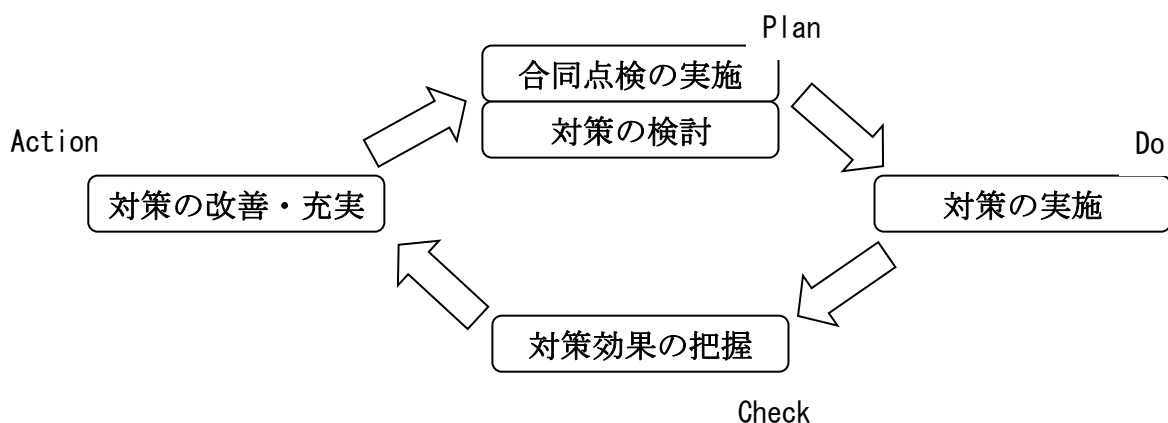 Plan
合同点検の実施
対策の検討
Action
Do
対策の改善・充実
対策の実施
対策効果の把握
Check